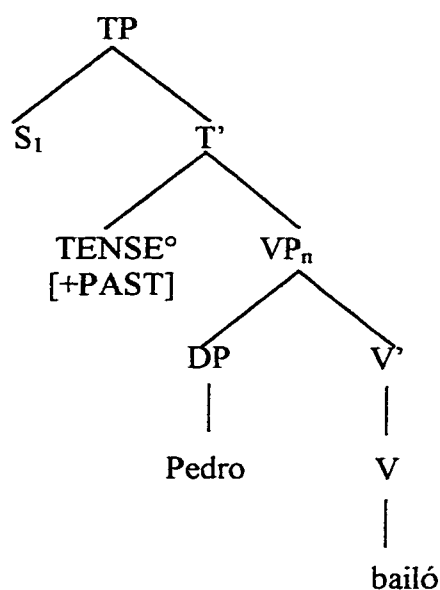 TP
S₁ T'
TENSE° VPₙ
[+PAST]
DP V'
Pedro V
bailó